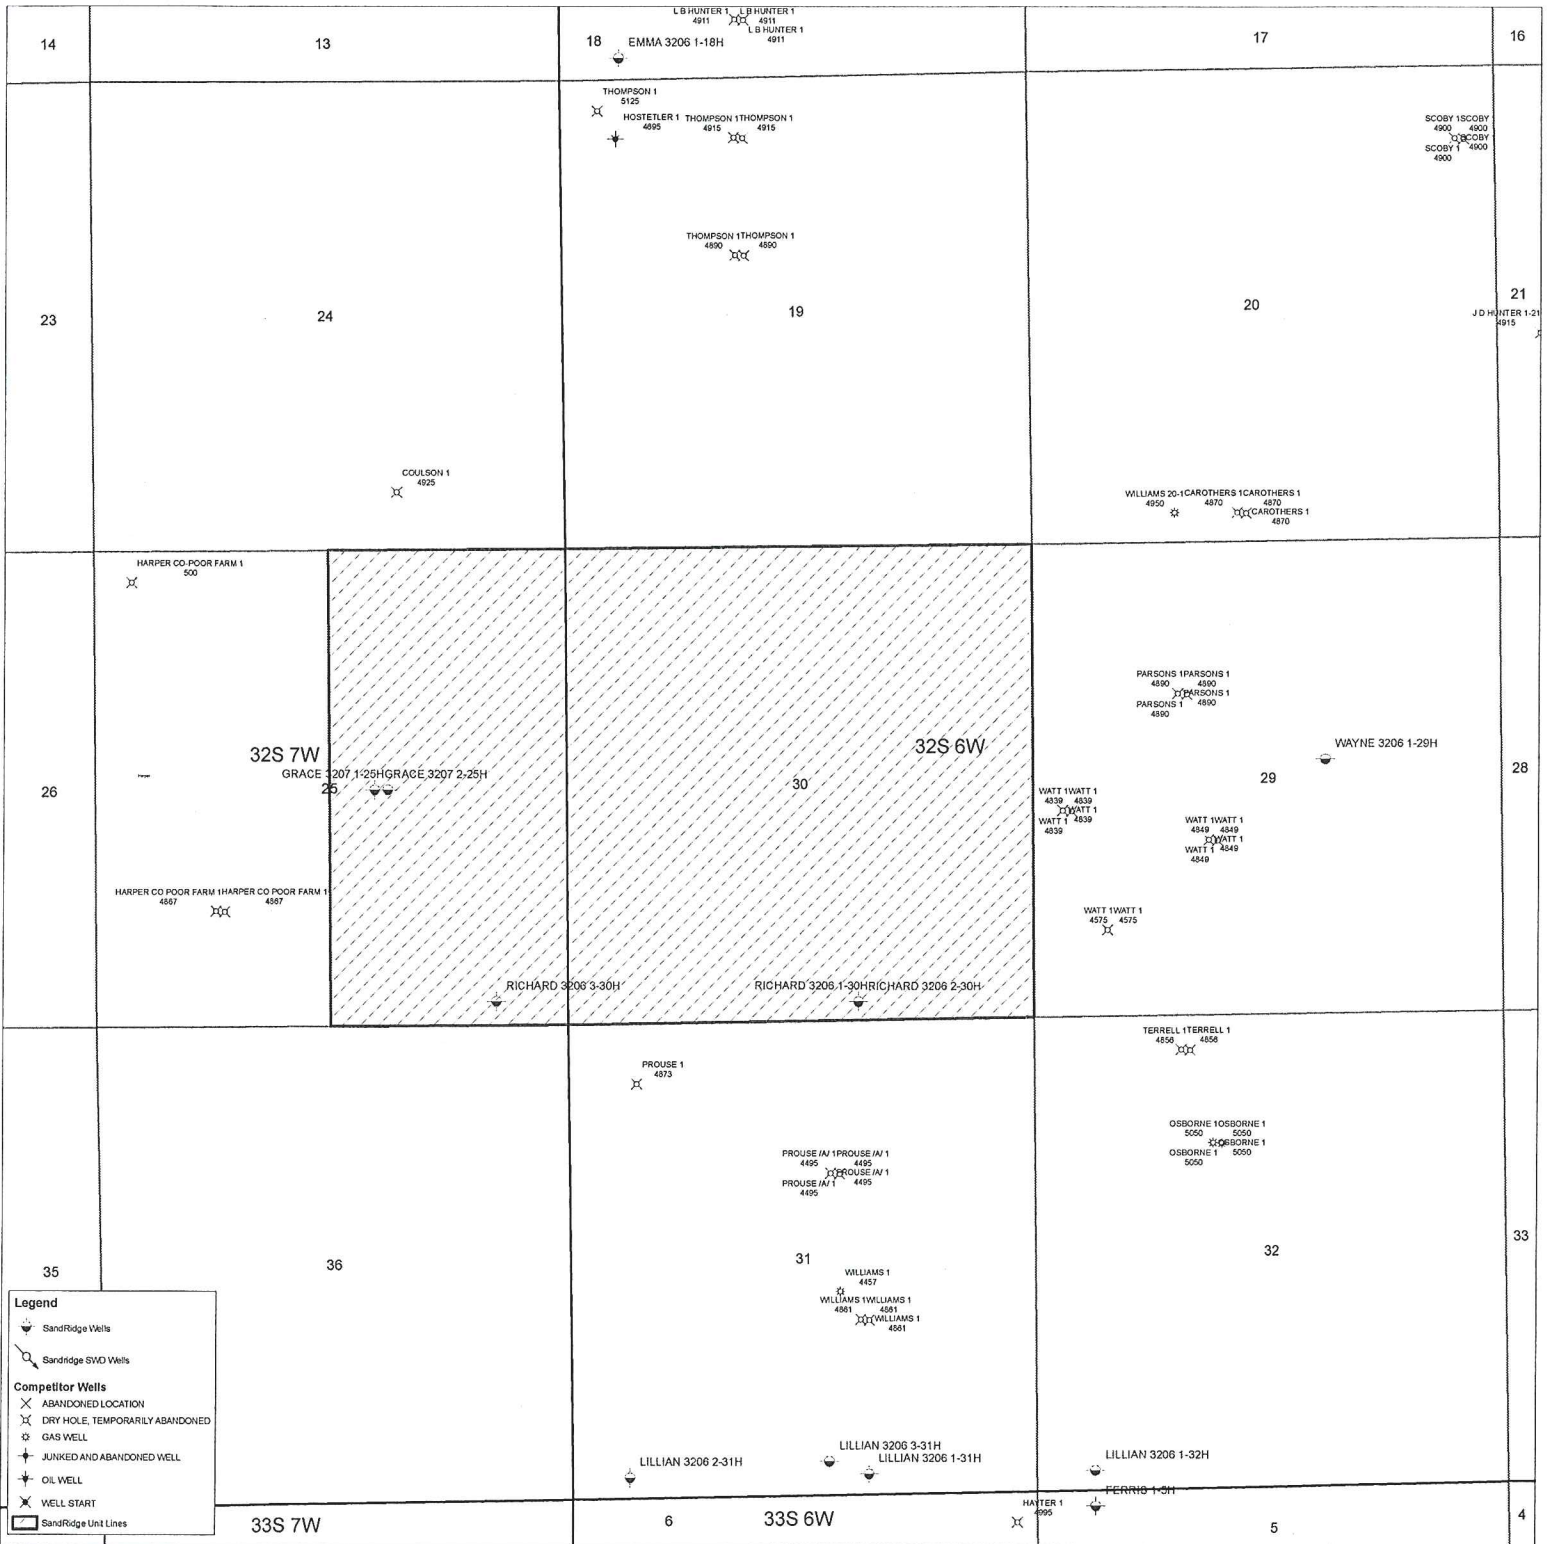 L B HUNTER 1 L B HUNTER 1
4911 4911
L B HUNTER 1
4911
14
13
18
EMMA 3206 1-18H
17
16
THOMPSON 1
5125
HOSTETLER 1
4695
THOMPSON 1THOMPSON 1
4915 4915
SCOBY 1SCOBY
4900 4900
SCOBY
SCOBY 1 4900
4900
THOMPSON 1THOMPSON 1
4890 4890
23
24
19
20
21
J D HUNTER 1-21
4915
COULSON 1
4925
WILLIAMS 20-1CAROTHERS 1CAROTHERS 1
4950 4870 4870
CAROTHERS 1
4870
HARPER CO-POOR FARM 1
500
PARSONS 1PARSONS 1
4890 4890
PARSONS 1
PARSONS 1 4890
4890
32S 7W
32S 6W
WAYNE 3206 1-29H
GRACE 3207 1-25HGRACE 3207 2-25H
Harper
26
25
30
29
28
WATT 1WATT 1
4839 4839
WATT 1
WATT 1 4839
4839
WATT 1WATT 1
4849 4849
WATT 1
WATT 1 4849
4849
HARPER CO POOR FARM 1HARPER CO POOR FARM 1
4867 4867
WATT 1WATT 1
4575 4575
RICHARD 3206 3-30H
RICHARD 3206 1-30HRICHARD 3206 2-30H
TERRELL 1TERRELL 1
4856 4856
PROUSE 1
4873
OSBORNE 1OSBORNE 1
5050 5050
OSBORNE 1
OSBORNE 1 5050
5050
PROUSE /A/ 1PROUSE /A/ 1
4495 4495
PROUSE /A/ 1
PROUSE /A/ 1 4495
4495
35
36
31
32
33
WILLIAMS 1
4457
WILLIAMS 1WILLIAMS 1
4861 4861
WILLIAMS 1
4861
Legend
SandRidge Wells
Sandridge SWD Wells
Competitor Wells
ABANDONED LOCATION
DRY HOLE, TEMPORARILY ABANDONED
GAS WELL
JUNKED AND ABANDONED WELL
OIL WELL
WELL START
SandRidge Unit Lines
LILLIAN 3206 2-31H
LILLIAN 3206 3-31H
LILLIAN 3206 1-31H
LILLIAN 3206 1-32H
FERRIS 1-5H
HAYTER 1
4995
33S 7W
6
33S 6W
5
4